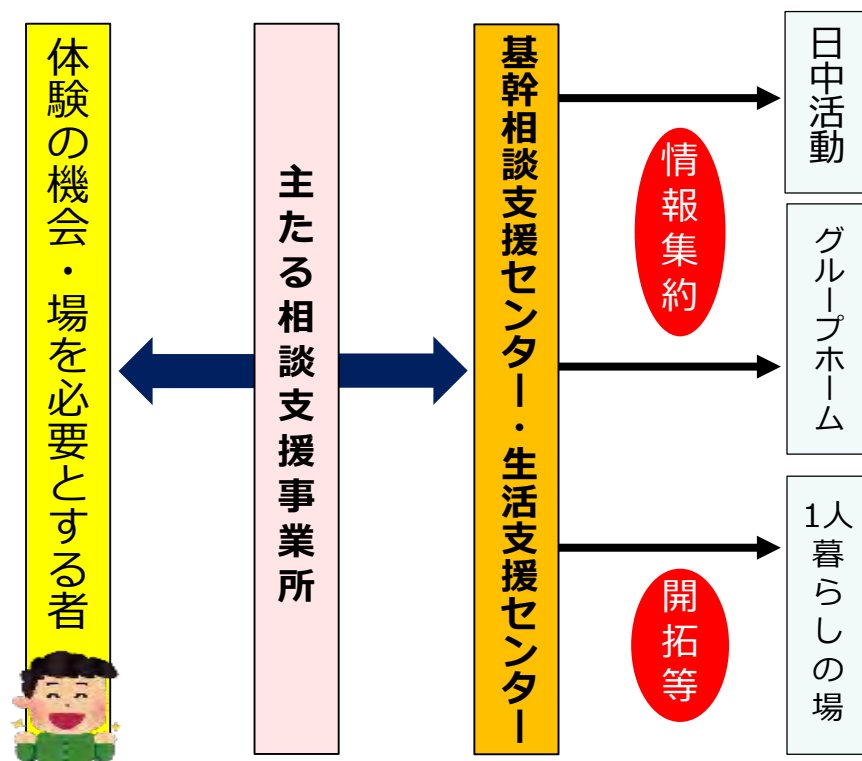 体験の機会・場を必要とする者
主たる相談支援事業所
基幹相談支援センター・生活支援センター
情報集約
開拓等
日中活動
グループホーム
1人暮らしの場